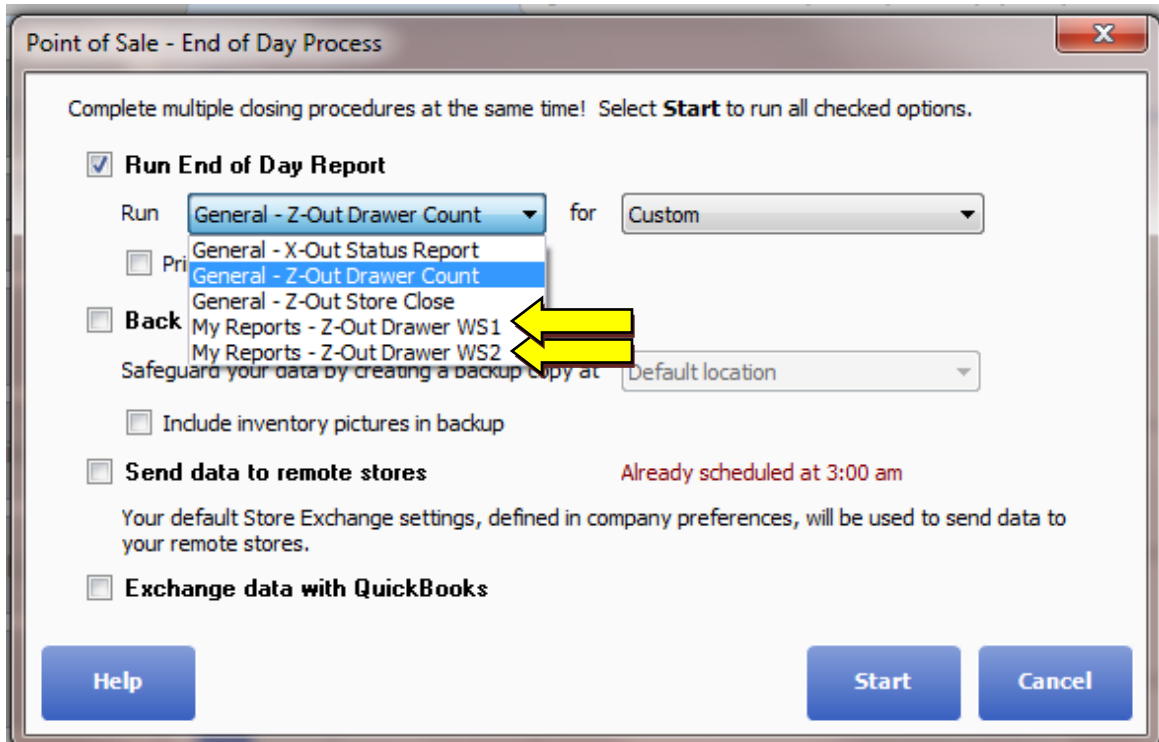 Point of Sale - End of Day Process
X
Complete multiple closing procedures at the same time! Select Start to run all checked options.
Run End of Day Report
Run General - Z-Out Drawer Count for Custom
General - X-Out Status Report
Pri
General - Z-Out Drawer Count
General - Z-Out Store Close
Back
My Reports - Z-Out Drawer WS1
My Reports - Z-Out Drawer WS2
Safeguard your data by creating a backup copy at Default location
Include inventory pictures in backup
Send data to remote stores Already scheduled at 3:00 am
Your default Store Exchange settings, defined in company preferences, will be used to send data to
your remote stores.
Exchange data with QuickBooks
Help Start Cancel